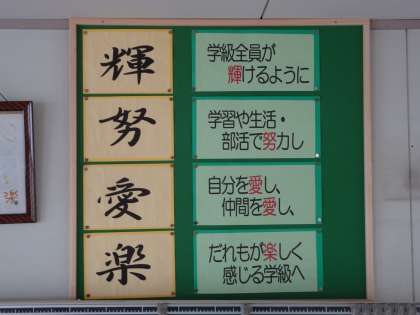 輝
学級全員が
輝けるように
努
学習や生活・
部活で努力し
愛
自分を愛し、
仲間を愛し、
楽
だれもが楽しく
感じる学級へ
楽